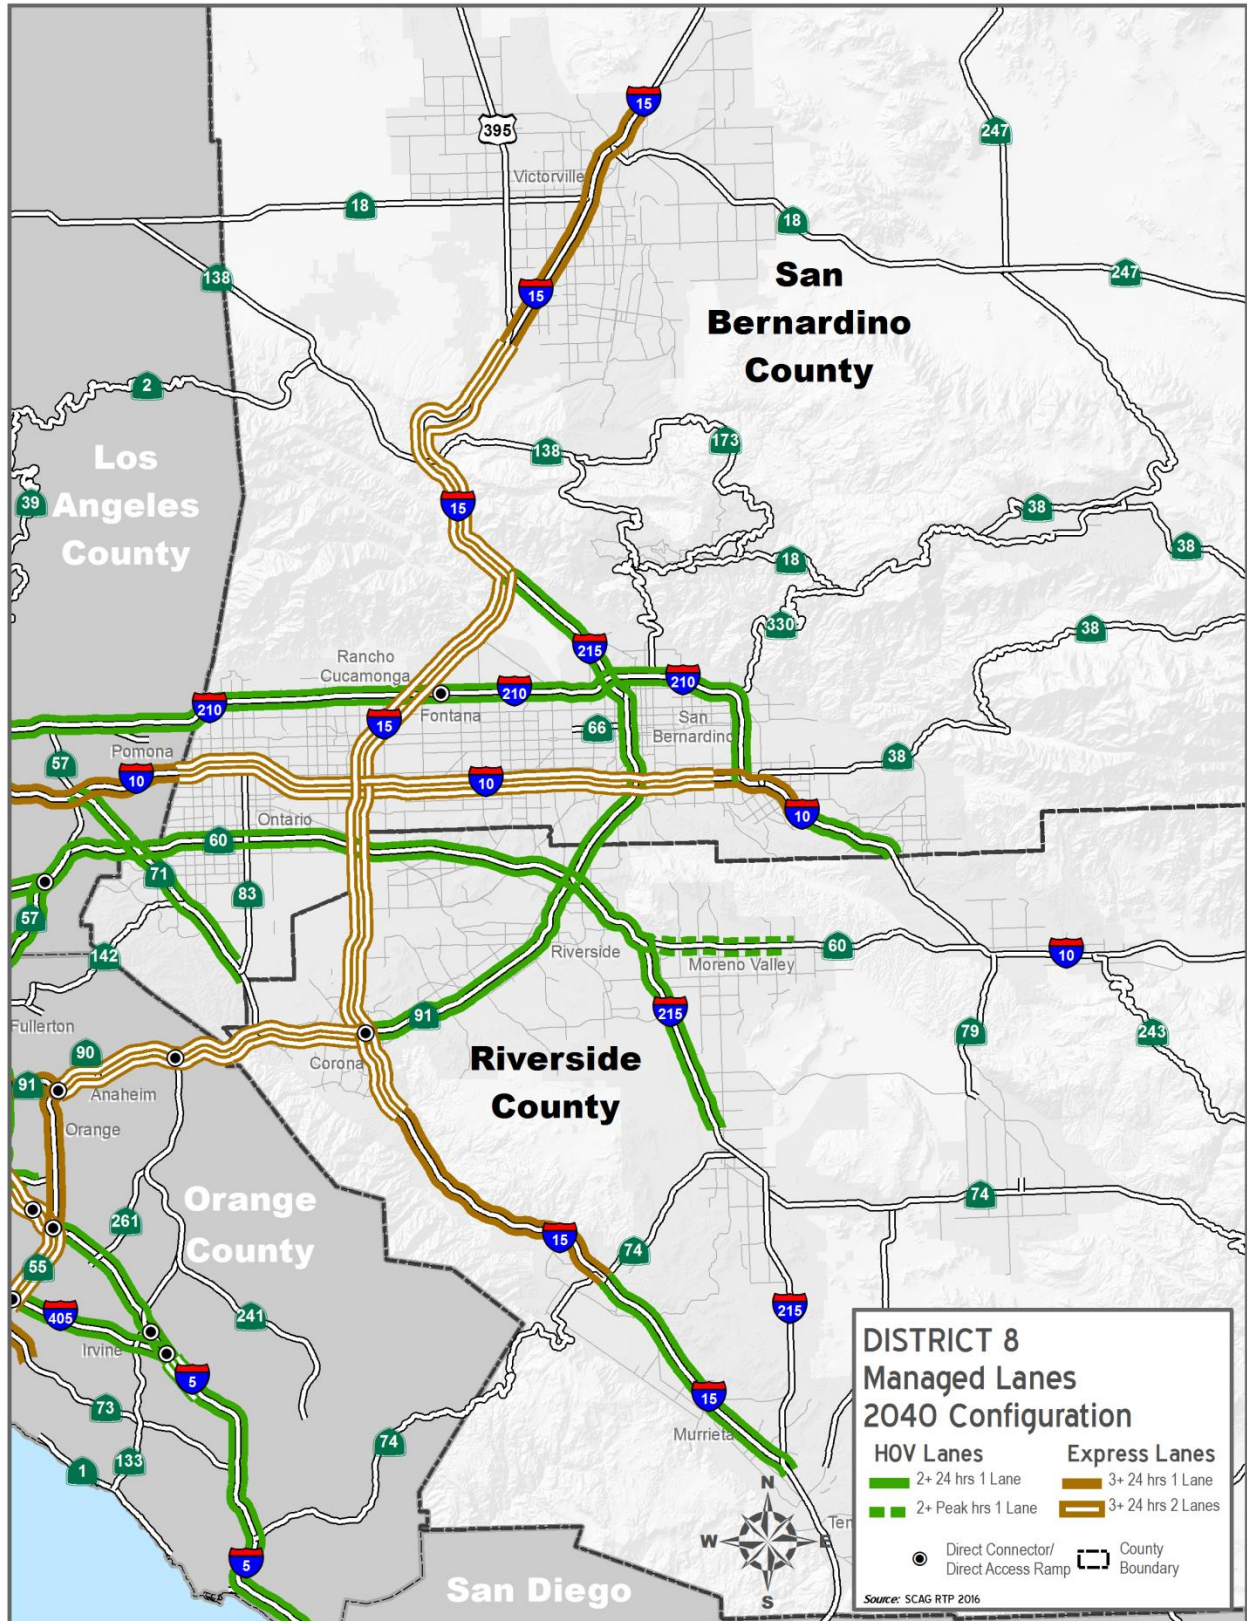 15
395
247
Victorville
18
18
138
15
247
San
Bernardino
County
2
Los
Angeles
County
39
138
173
15
38
38
18
330
38
215
Rancho
Cucamonga
210
210
210
Fontana
15
66
San
Bernardino
57
Pomona
10
10
38
10
Ontario
60
71
83
57
142
Riverside
Moreno Valley
60
10
Fullerton
91
215
79
243
90
Corona
Riverside
County
91
Anaheim
Orange
Orange
County
261
74
15
74
55
405
241
215
Irvine
5
73
15
Murrieta
74
1
133
5
San Diego
N
W
E
S
DISTRICT 8
Managed Lanes
2040 Configuration
HOV Lanes
Express Lanes
2+ 24 hrs 1 Lane
3+ 24 hrs 1 Lane
2+ Peak hrs 1 Lane
3+ 24 hrs 2 Lanes
Direct Connector/
Direct Access Ramp
County
Boundary
Source: SCAG RTP 2016